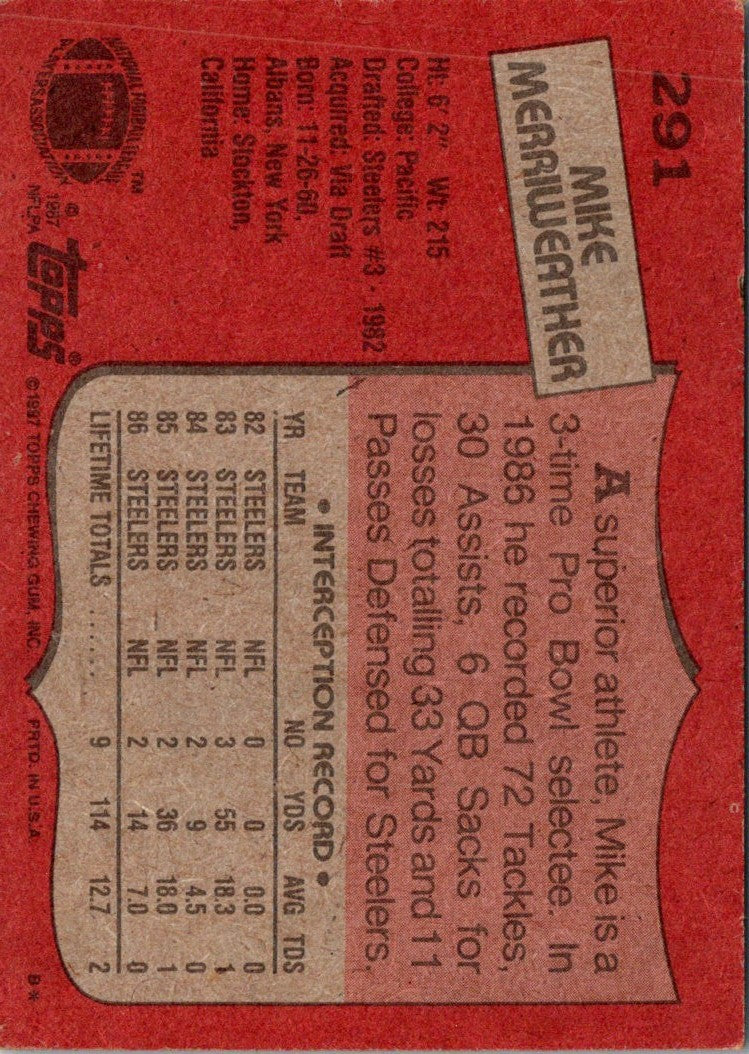 291
MIKE
MERRIWEATHER
Ht: 6' 2" Wt: 215
College: Pacific
Drafted: Steelers #3 - 1982
Acquired: Via Draft
Born: 11-26-60,
Albans, New York
Home: Stockton,
California
A superior athlete, Mike is a
3-time Pro Bowl selectee. In
1986 he recorded 72 Tackles,
30 Assists, 6 QB Sacks for
losses totalling 33 Yards and 11
Passes Defensed for Steelers.
• INTERCEPTION RECORD •
YR TEAM NO YDS AVG TDS
82 STEELERS NFL 0 0 0.0 0
83 STEELERS NFL 3 55 18.3 1
84 STEELERS NFL 2 9 4.5 0
85 STEELERS NFL 2 36 18.0 1
86 STEELERS NFL 2 14 7.0 0
LIFETIME TOTALS ...... 9 114 12.7 2
TM
© 1987
NFLPA
topps®
© 1987 TOPPS CHEWING GUM, INC. PRTD. IN U.S.A. B*